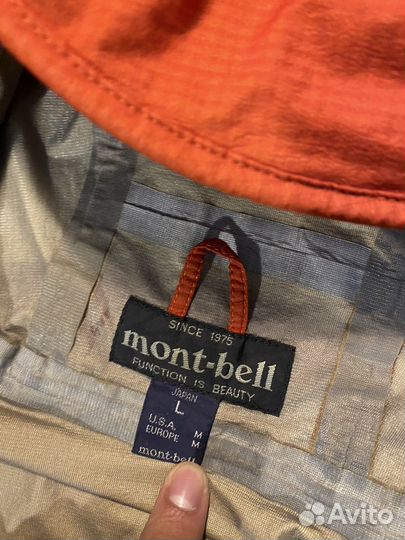 SINCE 1975
mont-bell
FUNCTION IS BEAUTY
JAPAN
L
U.S.A. M
EUROPE M
mont-bell
Avito